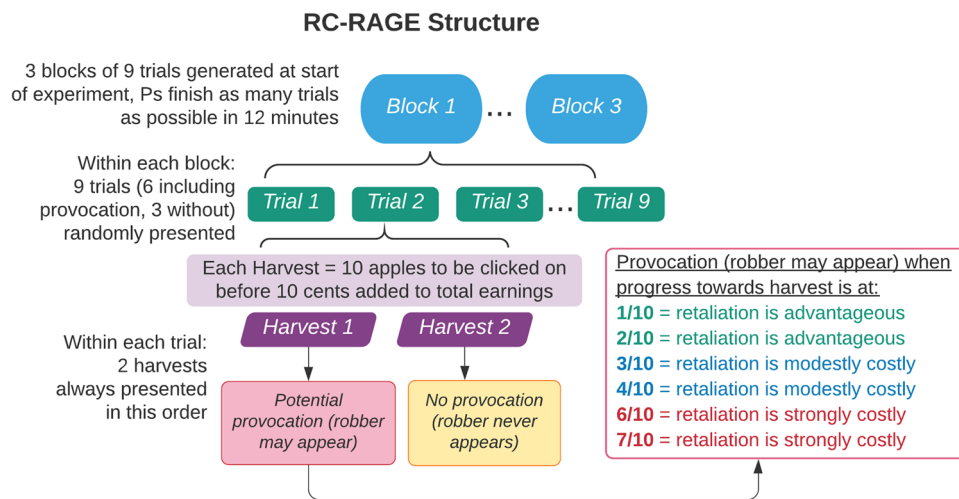 RC-RAGE Structure
3 blocks of 9 trials generated at start
of experiment, Ps finish as many trials
as possible in 12 minutes
Block 1
...
Block 3
Within each block:
9 trials (6 including
provocation, 3 without)
randomly presented
Trial 1
Trial 2
Trial 3
...
Trial 9
Each Harvest = 10 apples to be clicked on
before 10 cents added to total earnings
Within each trial:
2 harvests
always presented
in this order
Harvest 1
Harvest 2
Potential
provocation (robber
may appear)
No provocation
(robber never
appears)
Provocation (robber may appear) when
progress towards harvest is at:
1/10 = retaliation is advantageous
2/10 = retaliation is advantageous
3/10 = retaliation is modestly costly
4/10 = retaliation is modestly costly
6/10 = retaliation is strongly costly
7/10 = retaliation is strongly costly